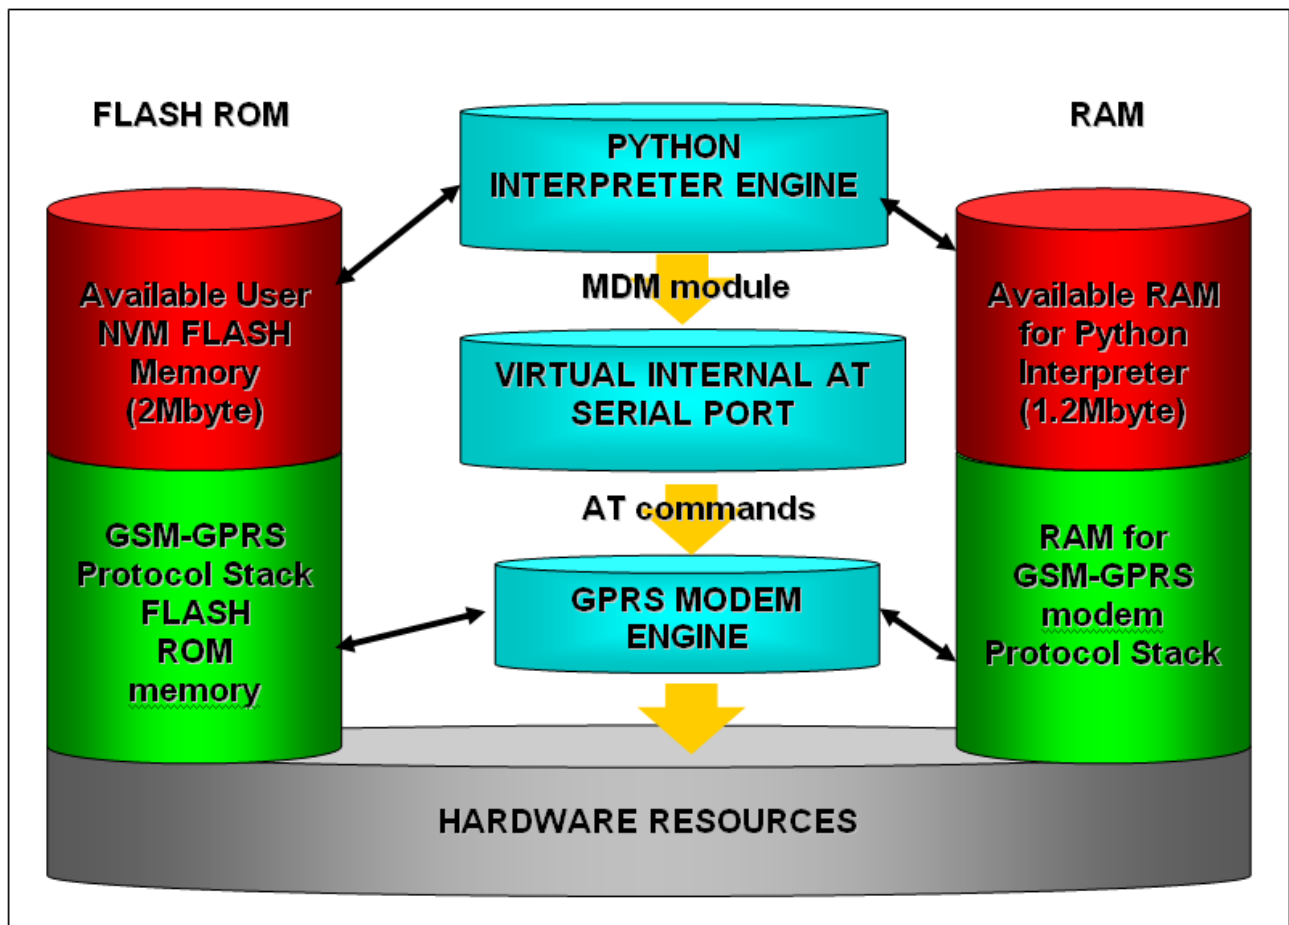 FLASH ROM
RAM
PYTHON
INTERPRETER ENGINE
MDM module
VIRTUAL INTERNAL AT
SERIAL PORT
AT commands
GPRS MODEM
ENGINE
Available User
NVM FLASH
Memory
(2Mbyte)
GSM-GPRS
Protocol Stack
FLASH
ROM
memory
Available RAM
for Python
Interpreter
(1.2Mbyte)
RAM for
GSM-GPRS
modem
Protocol Stack
HARDWARE RESOURCES